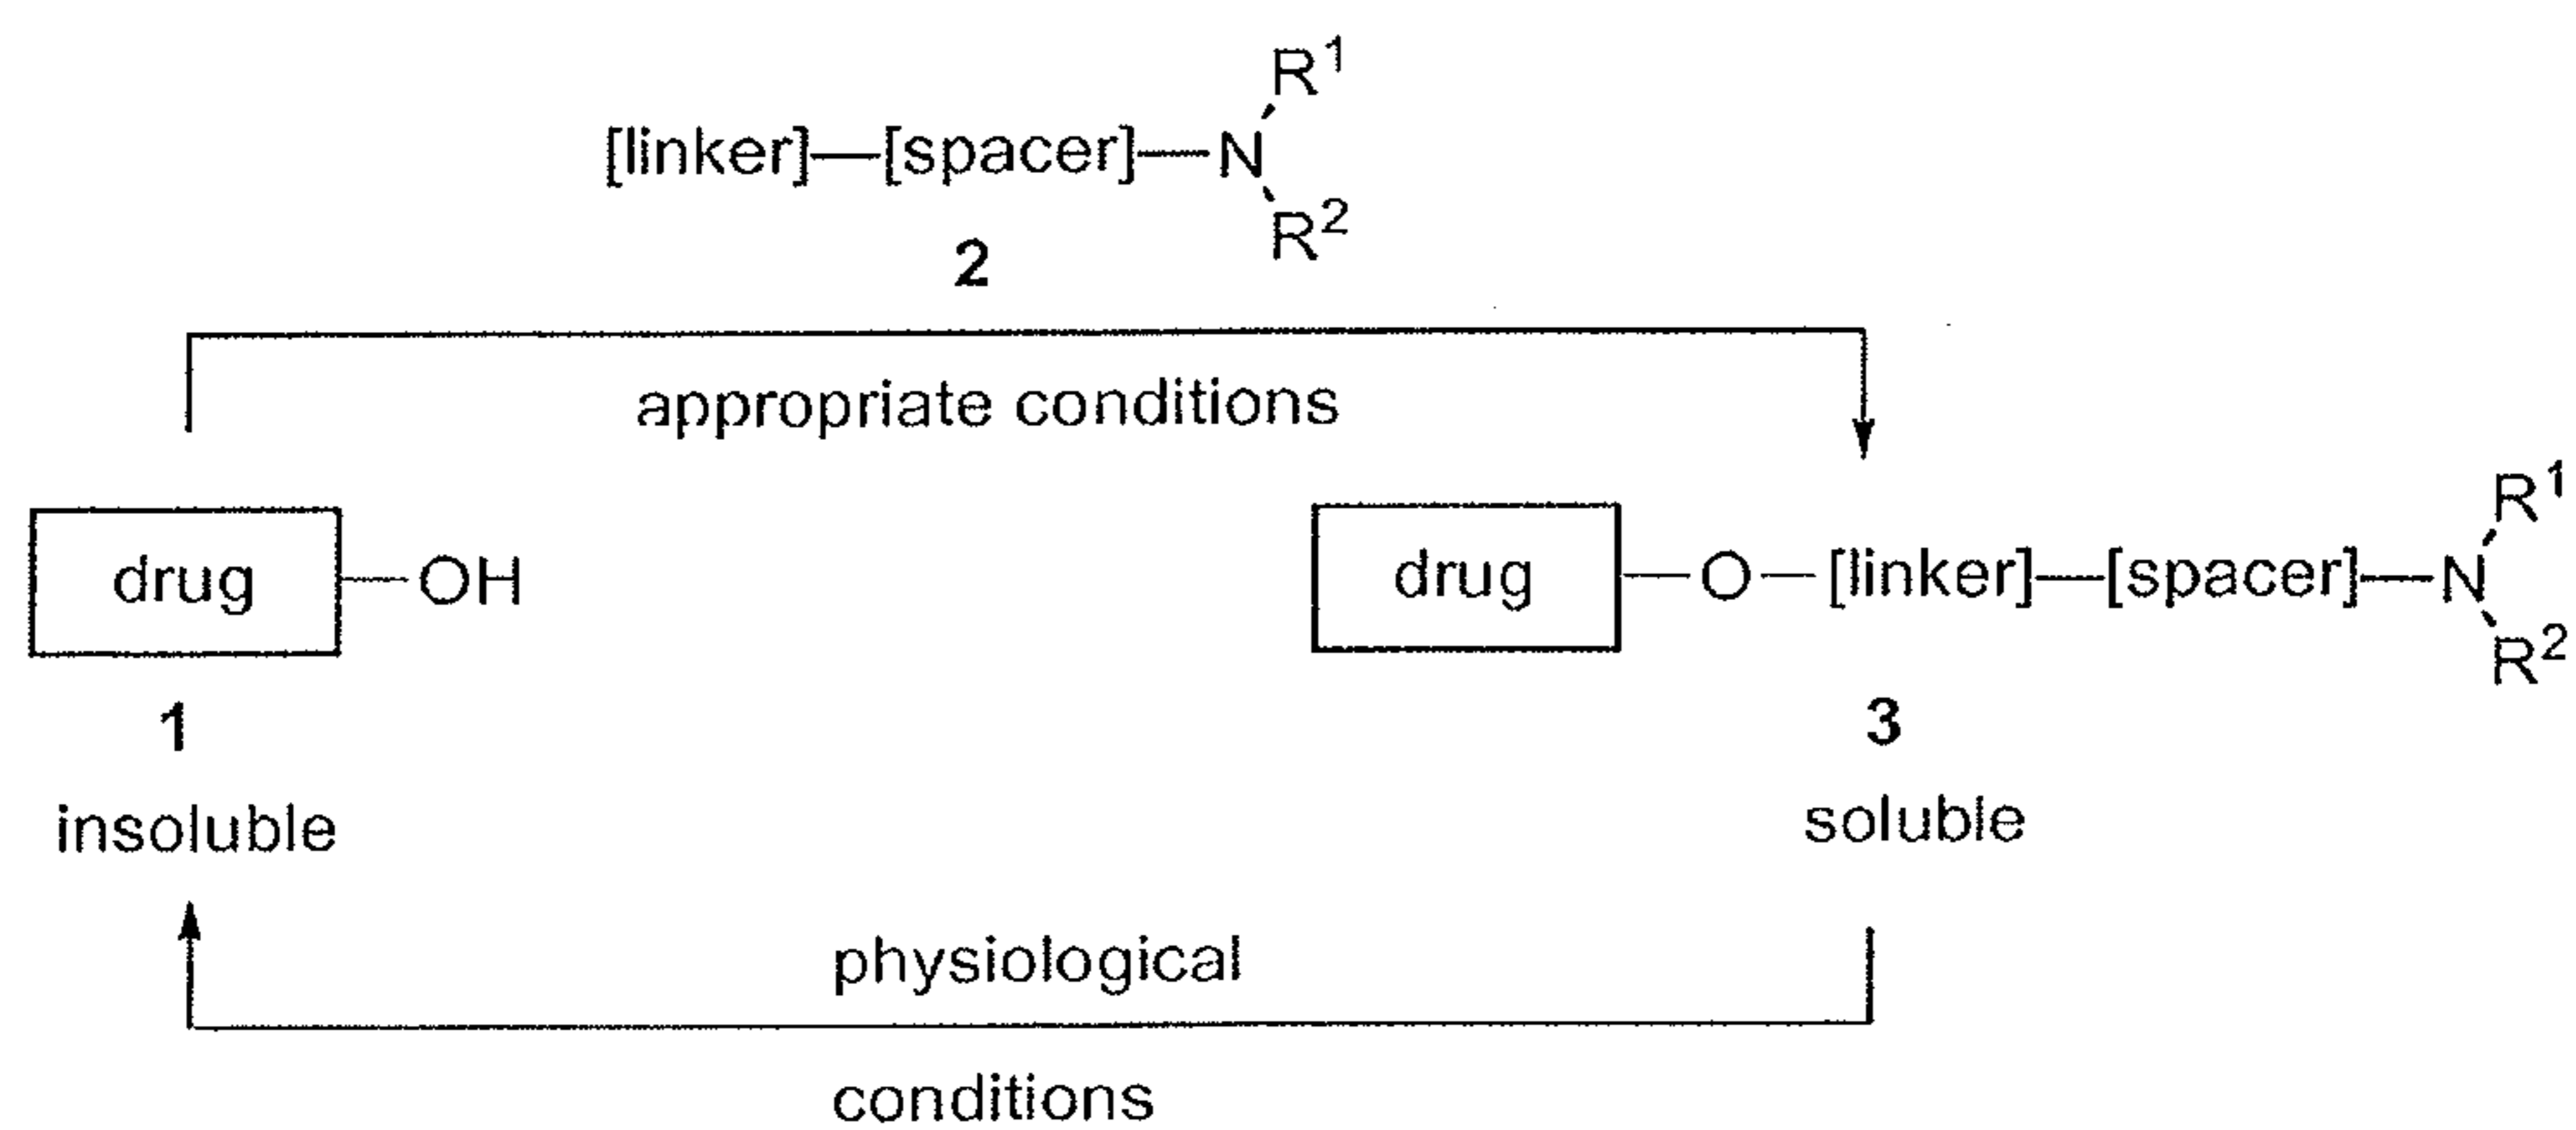 R¹
[linker]—[spacer]—N
R²
2
appropriate conditions
drug—OH
drug—O—[linker]—[spacer]—N
R¹
R²
1
3
insoluble
soluble
physiological
conditions